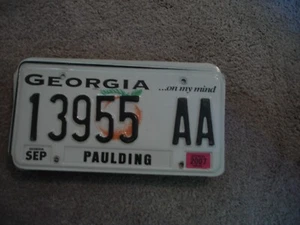 GEORGIA
...on my mind
13955 AA
SEP
PAULDING